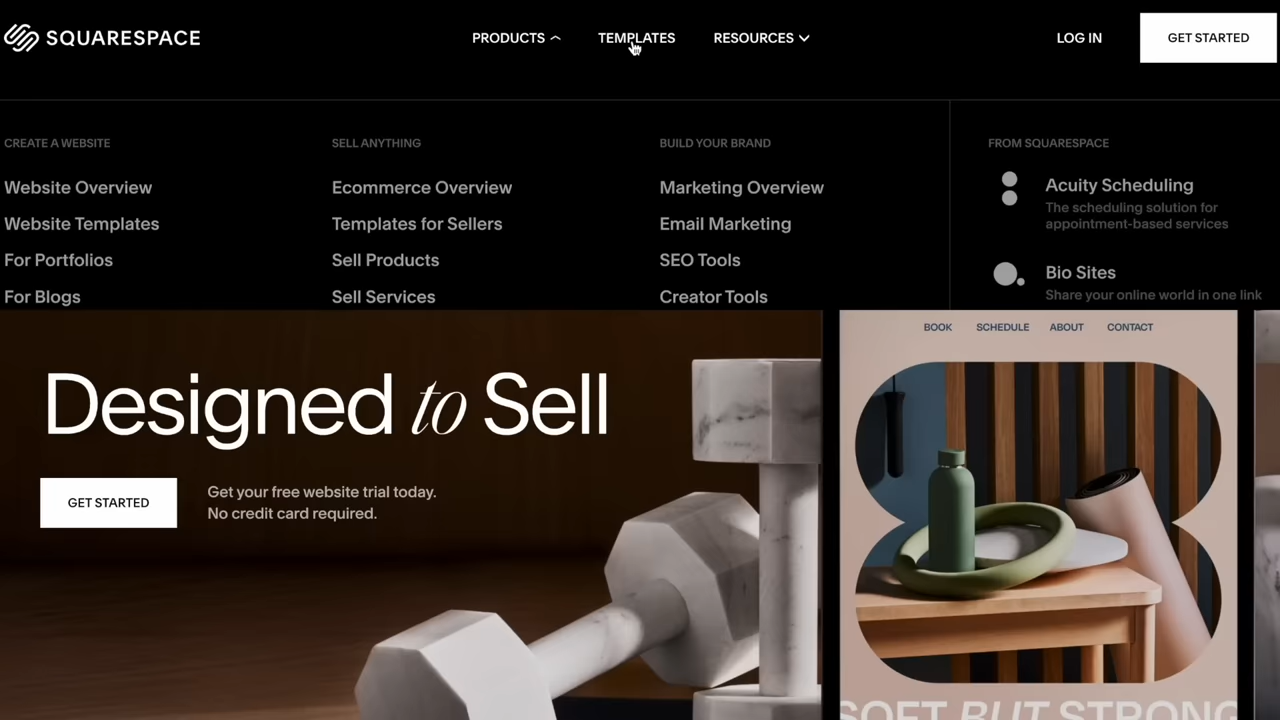 SQUARESPACE
PRODUCTS
TEMPLATES
RESOURCES
LOG IN
GET STARTED
CREATE A WEBSITE
Website Overview
Website Templates
For Portfolios
For Blogs
SELL ANYTHING
Ecommerce Overview
Templates for Sellers
Sell Products
Sell Services
BUILD YOUR BRAND
Marketing Overview
Email Marketing
SEO Tools
Creator Tools
FROM SQUARESPACE
Acuity Scheduling
The scheduling solution for
appointment-based services
Bio Sites
Share your online world in one link
Designed to Sell
GET STARTED
Get your free website trial today.
No credit card required.
BOOK SCHEDULE ABOUT CONTACT
SOFT BUT STRONG